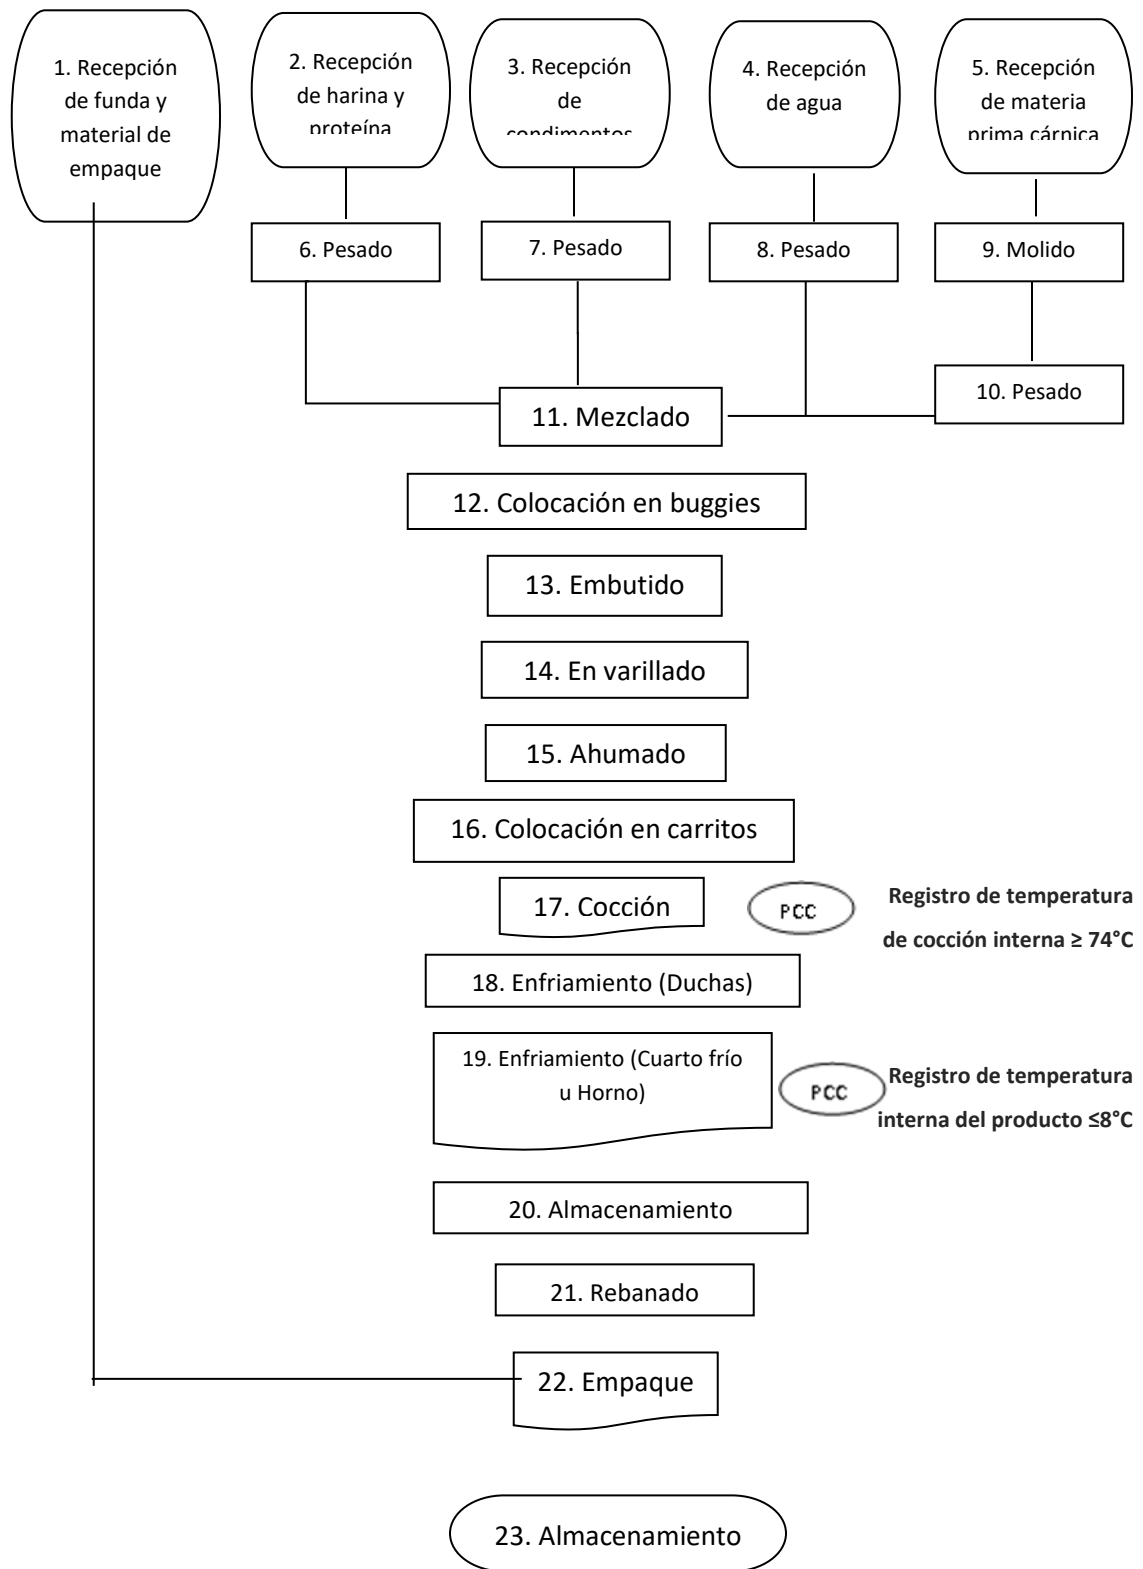 1. Recepción
de funda y
material de
empaque
2. Recepción
de harina y
proteína
3. Recepción
de
condimentos
4. Recepción
de agua
5. Recepción
de materia
prima cárnica
6. Pesado
7. Pesado
8. Pesado
9. Molido
10. Pesado
11. Mezclado
12. Colocación en buggies
13. Embutido
14. En varillado
15. Ahumado
16. Colocación en carritos
17. Cocción
PCC
Registro de temperatura
de cocción interna ≥ 74°C
18. Enfriamiento (Duchas)
19. Enfriamiento (Cuarto frío
u Horno)
PCC
Registro de temperatura
interna del producto ≤8°C
20. Almacenamiento
21. Rebanado
22. Empaque
23. Almacenamiento